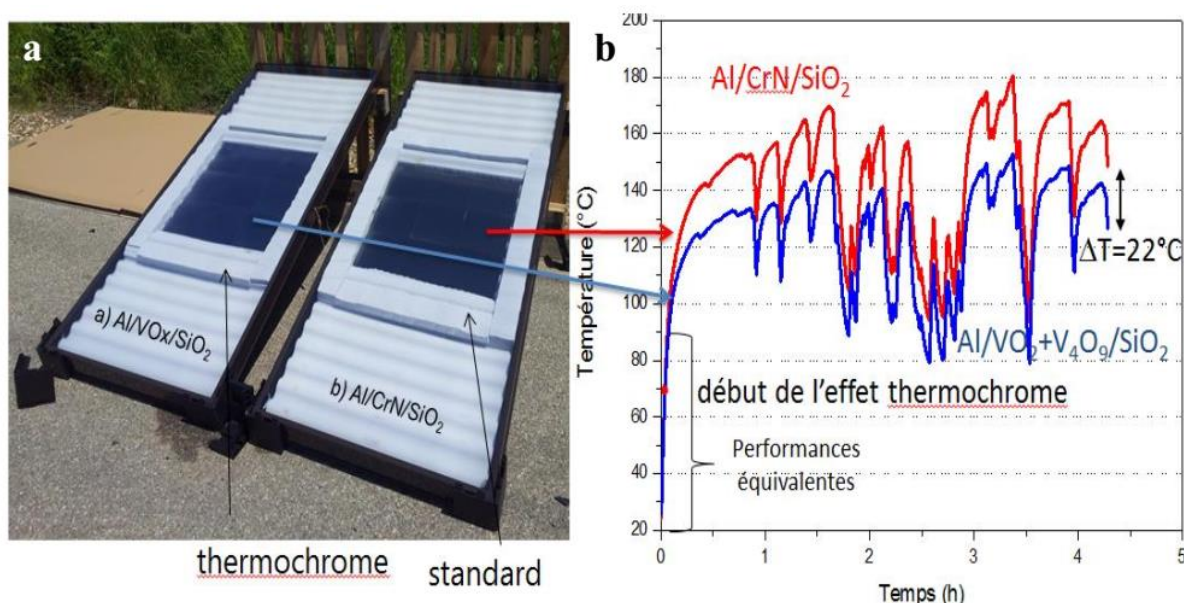 a
a) Al/VOx/SiO2
b) Al/CrN/SiO2
thermochrome
standard
b
200
180
160
140
120
100
80
60
40
20
Température (°C)
Al/CrN/SiO2
ΔT=22°C
Al/VO2+V4O9/SiO2
début de l'effet thermochrome
Performances
équivalentes
0
1
2
3
4
5
Temps (h)